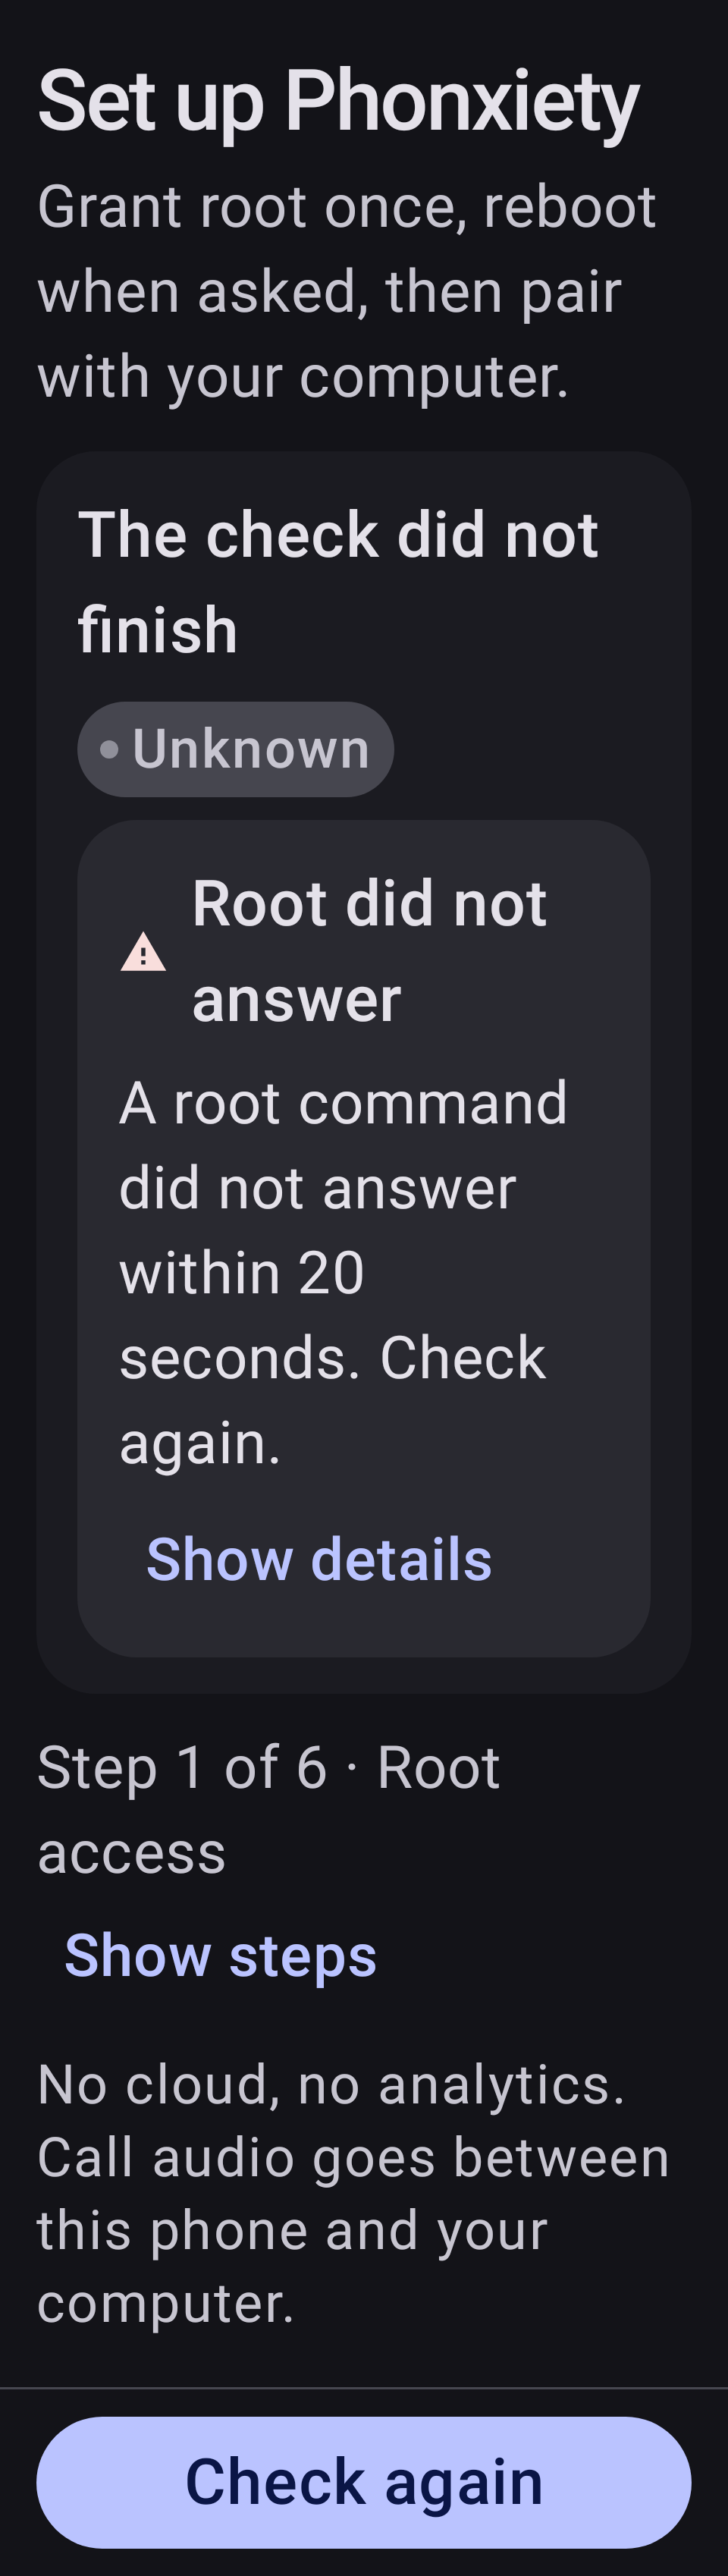 Set up Phonxiety
Grant root once, reboot
when asked, then pair
with your computer.
The check did not
finish
Unknown
Root did not
answer
A root command
did not answer
within 20
seconds. Check
again.
Show details
Step 1 of 6 · Root
access
Show steps
No cloud, no analytics.
Call audio goes between
this phone and your
computer.
Check again